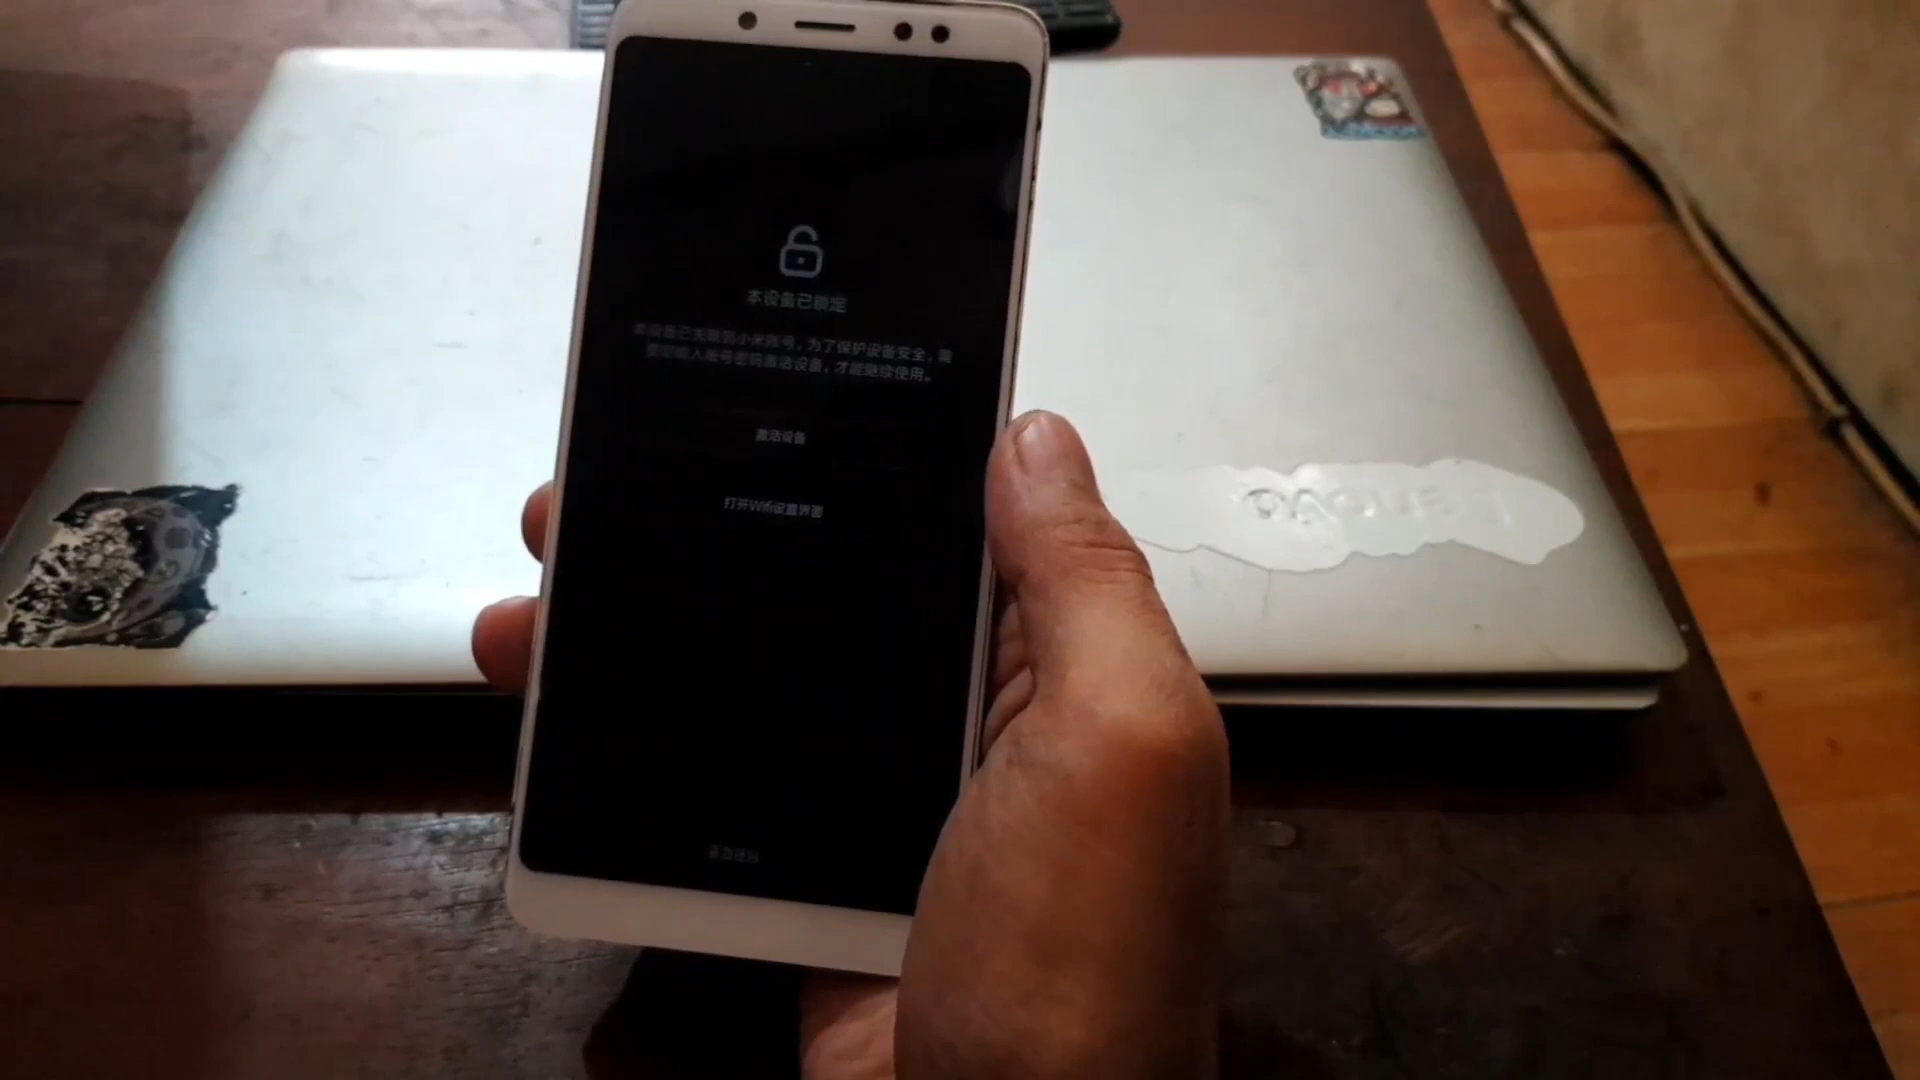 本设备已锁定
本设备已关联到小米账号，为了保护设备安全，需
要您输入账号密码激活设备，才能继续使用。
激活设备
打开Wifi设置界面